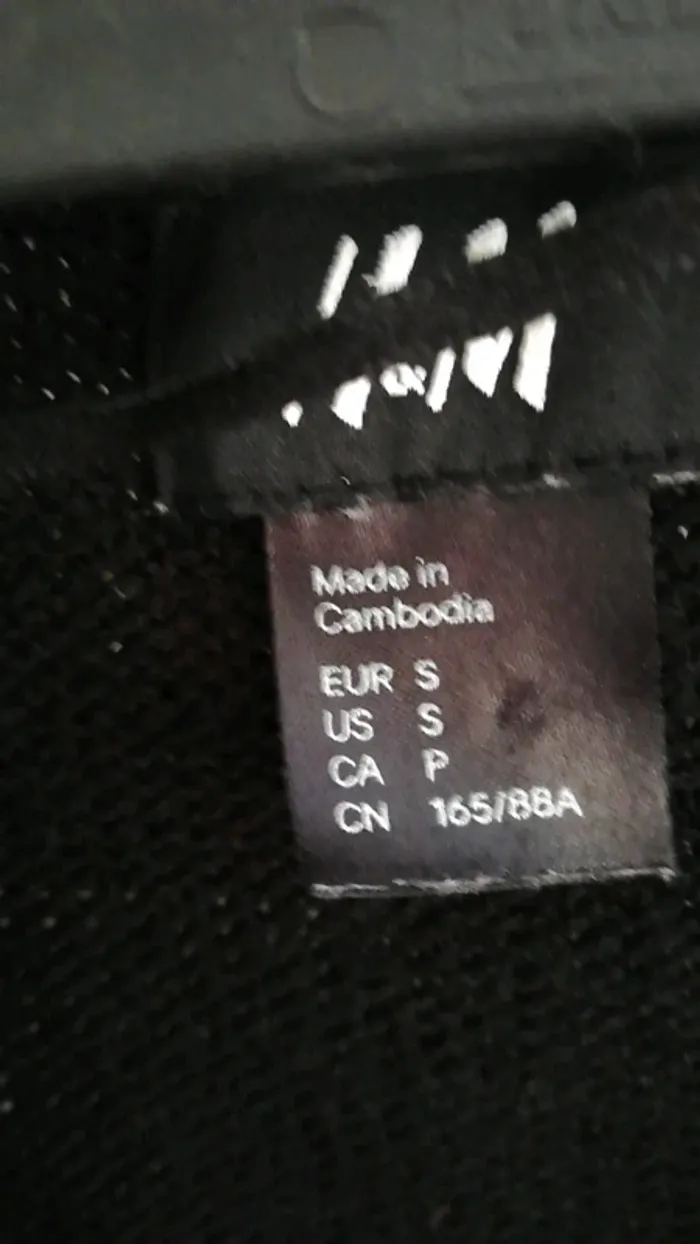 Made in
Cambodia
EUR S
US S
CA P
CN 165/88A